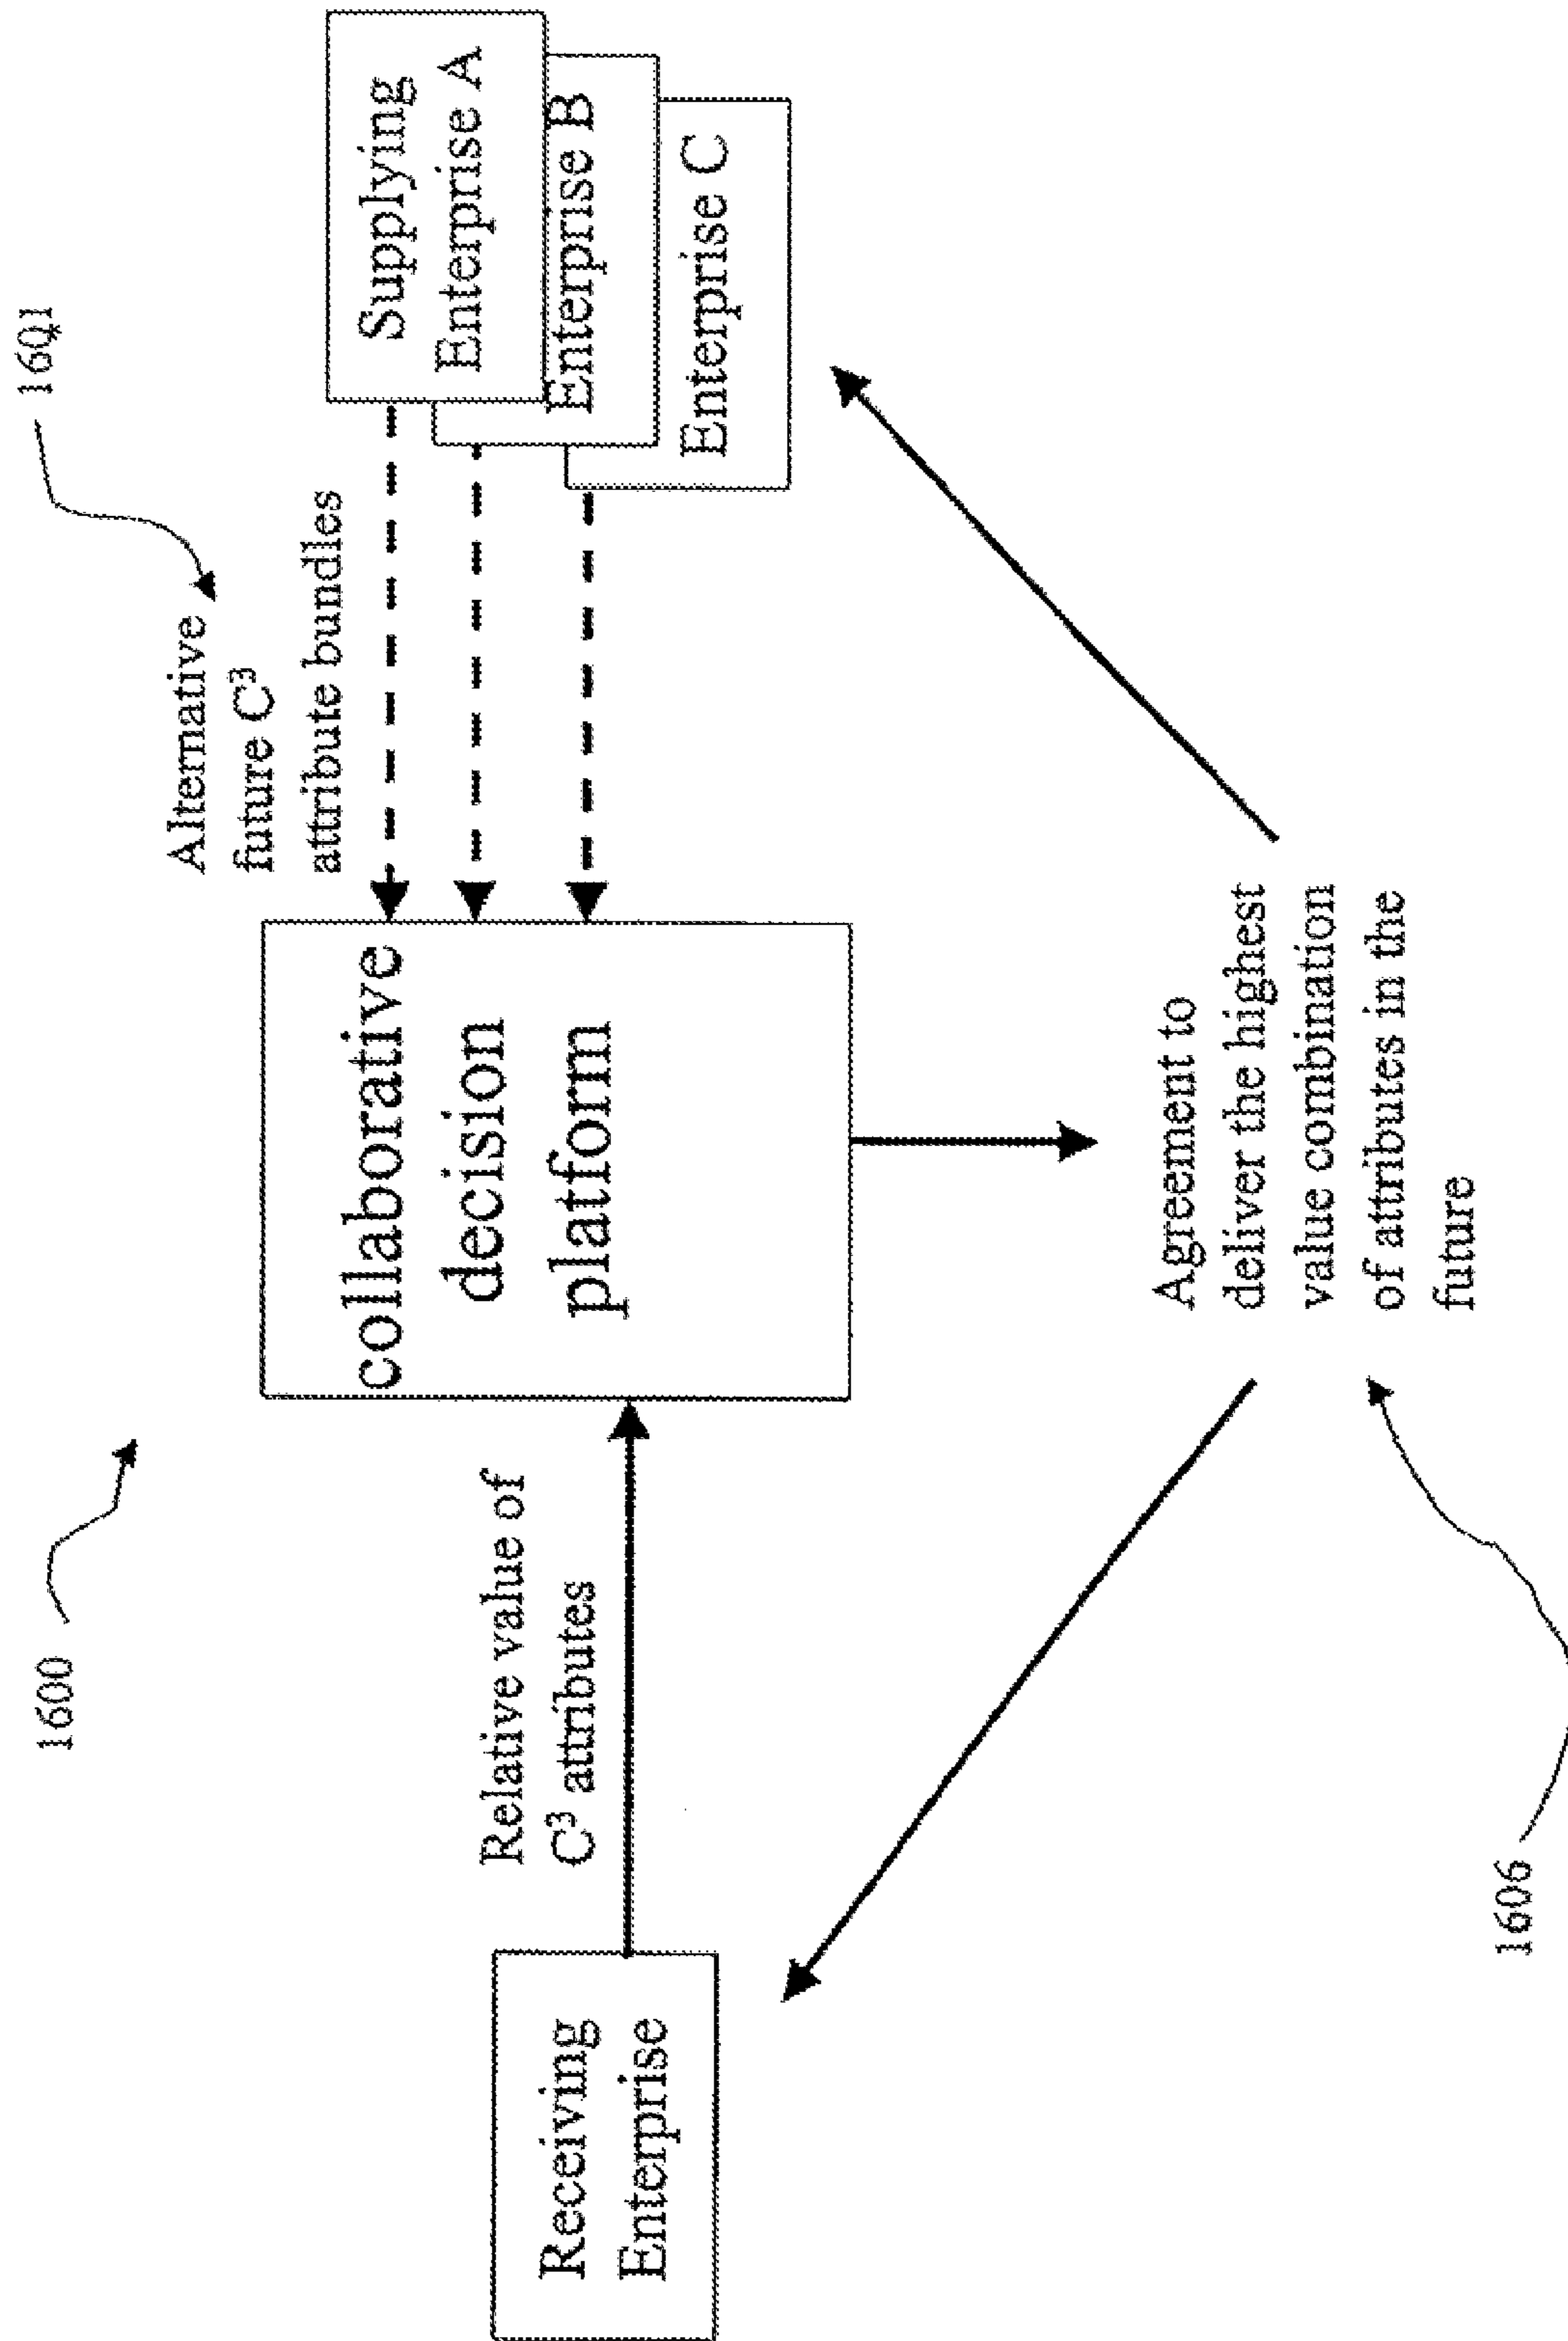 1600
1601
Alternative
future C³
attribute bundles
Relative value of
C³ attributes
Receiving
Enterprise
collaborative
decision
platform
Supplying
Enterprise A
Enterprise B
Enterprise C
Agreement to
deliver the highest
value combination
of attributes in the
future
1606